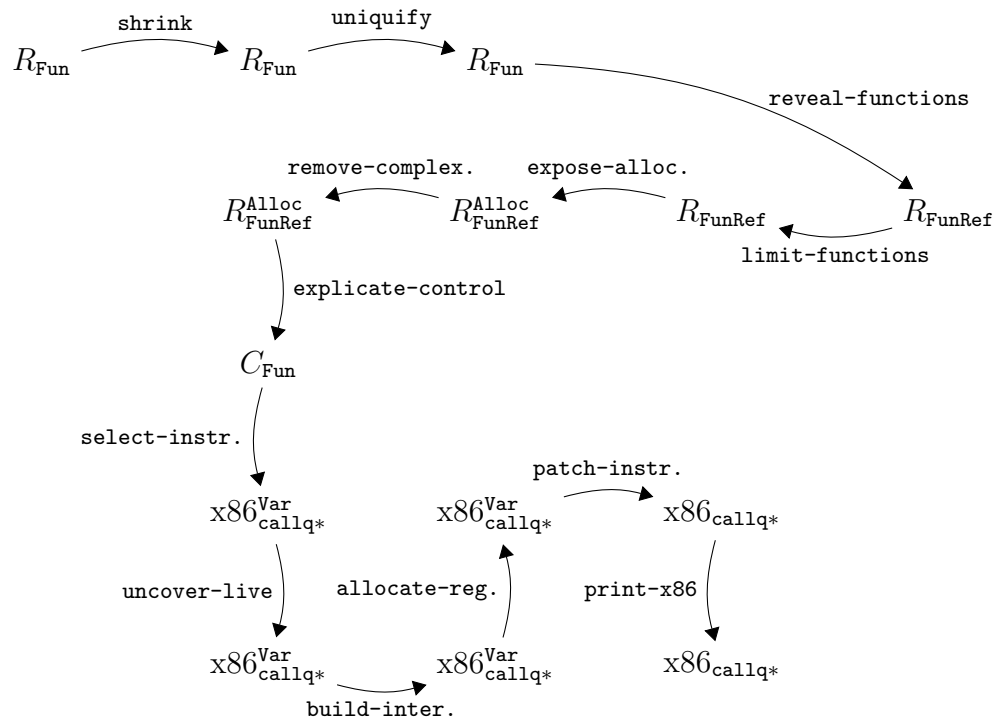 shrink uniquify
R_Fun R_Fun R_Fun
reveal-functions
remove-complex. expose-alloc.
R^Alloc_FunRef R^Alloc_FunRef R_FunRef R_FunRef
limit-functions
explicate-control
C_Fun
select-instr.
patch-instr.
x86^Var_callq* x86^Var_callq* x86_callq*
uncover-live allocate-reg. print-x86
x86^Var_callq* x86^Var_callq* x86_callq*
build-inter.